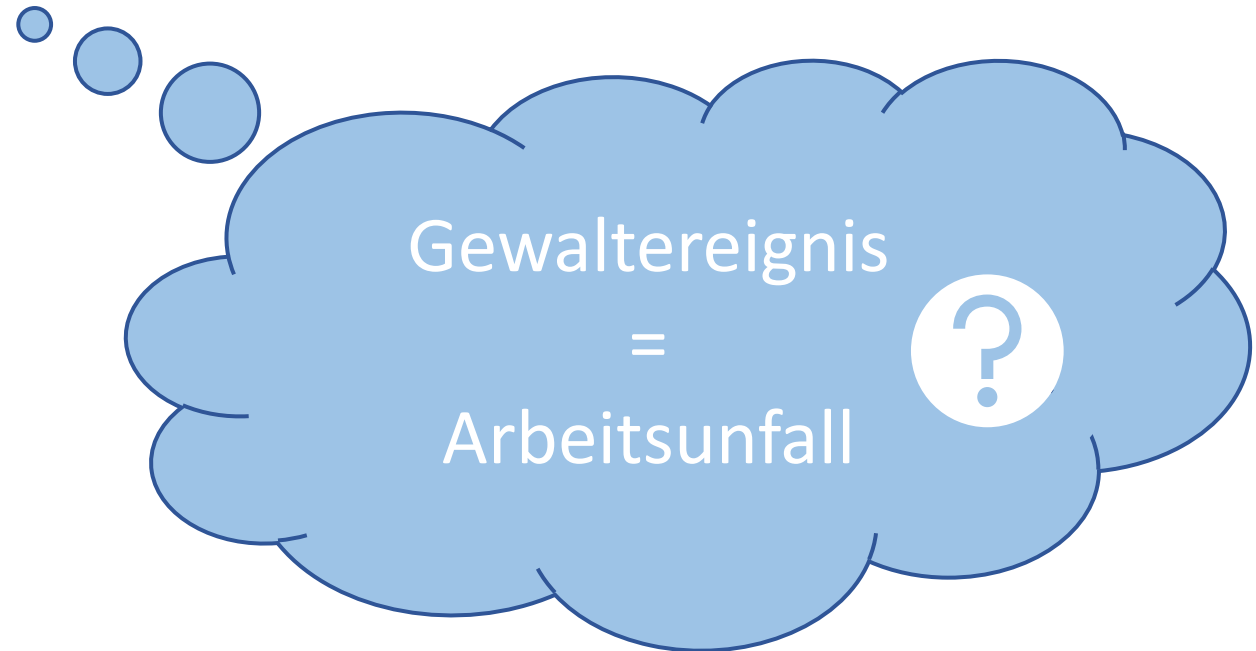 Gewaltereignis
=
Arbeitsunfall
?